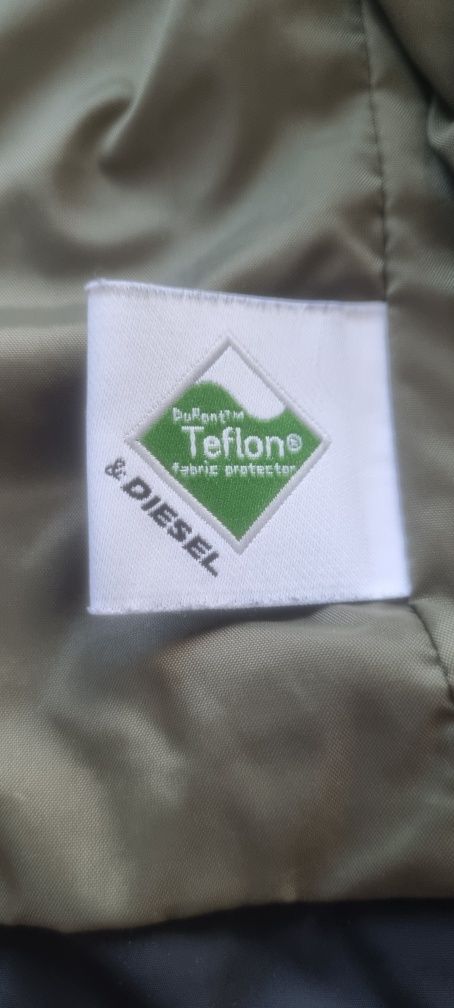 DuPont™
Teflon®
fabric protector
& DIESEL